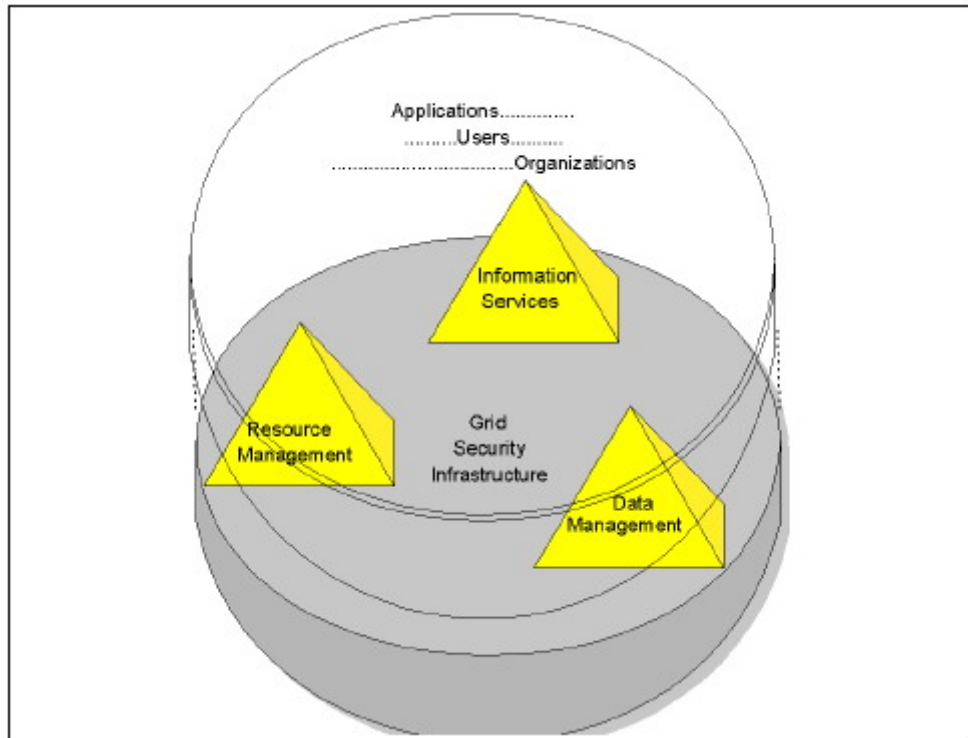 Applications..............
..........Users..........
...................................Organizations
Information
Services
Resource
Management
Grid
Security
Infrastructure
Data
Management